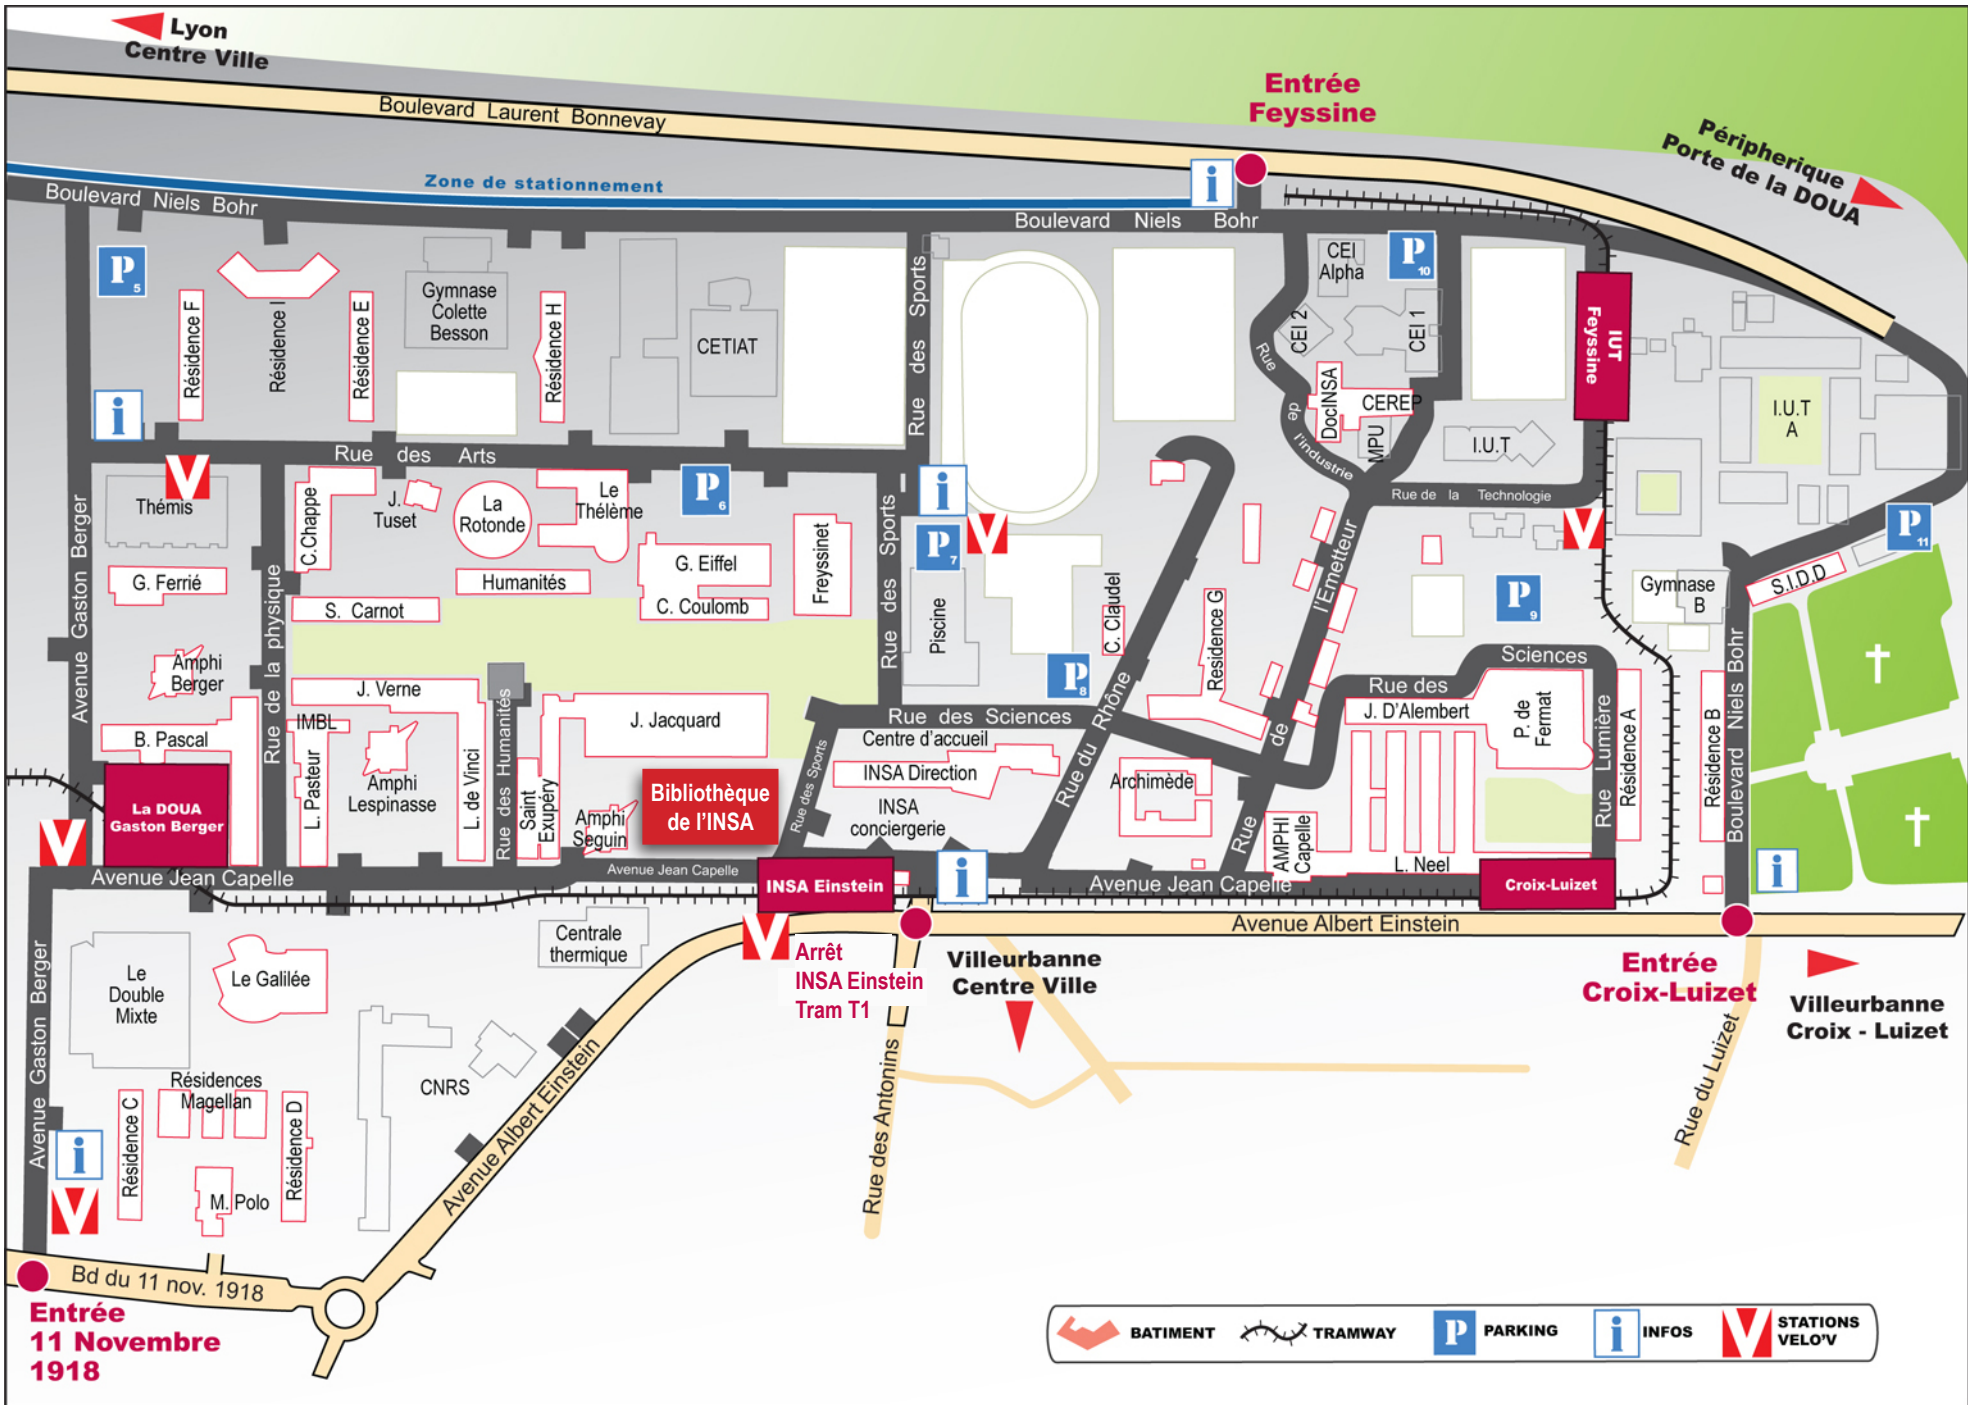 Lyon
Centre Ville
Boulevard Laurent Bonnevay
Entrée
Feyssine
Péripherique
Porte de la DOUA
Zone de stationnement
i
Boulevard Niels Bohr
Boulevard Niels Bohr
P5
Résidence F
Résidence I
Résidence E
Gymnase
Colette
Besson
Résidence H
CETIAT
Rue des Sports
CEI
Alpha
P10
CEI 2
CEI 1
IUT
Feyssine
Rue de l'industrie
DocINSA
CEREP
MPU
I.U.T
I.U.T
A
i
Rue des Arts
Thémis
V
C.Chappe
J.
Tuset
La
Rotonde
Le
Thélème
P6
i
V
P7
Rue de la Technologie
V
P11
Avenue Gaston Berger
G. Ferrié
Rue de la physique
Humanités
G. Eiffel
C. Coulomb
Freyssinet
Rue des Sports
Piscine
C. Claudel
Residence G
Rue de l'Emetteur
P9
Gymnase
B
S.I.D.D
S. Carnot
Amphi
Berger
J. Verne
P8
Rue du Rhône
Rue des Sciences
Sciences
Rue des
J. D'Alembert
P. de
Fermat
Rue Lumière
Résidence A
Résidence B
Boulevard Niels Bohr
B. Pascal
IMBL
L. Pasteur
Amphi
Lespinasse
L. de Vinci
Rue des Humanités
Saint
Exupéry
J. Jacquard
Amphi
Seguin
Bibliothèque
de l'INSA
Rue des Sports
Centre d'accueil
INSA Direction
INSA
conciergerie
Archimède
AMPHI
Capelle
L. Neel
La DOUA
Gaston Berger
V
Avenue Jean Capelle
Avenue Jean Capelle
INSA Einstein
i
Avenue Jean Capelle
Croix-Luizet
i
Avenue Albert Einstein
V
Arrêt
INSA Einstein
Tram T1
Villeurbanne
Centre Ville
Entrée
Croix-Luizet
Villeurbanne
Croix - Luizet
Centrale
thermique
Le
Double
Mixte
Le Galilée
Avenue Gaston Berger
CNRS
Résidences
Magellan
Résidence C
Résidence D
M. Polo
i
V
Avenue Albert Einstein
Rue des Antonins
Rue du Luizet
Bd du 11 nov. 1918
Entrée
11 Novembre
1918
BATIMENT
TRAMWAY
P PARKING
i INFOS
V STATIONS
VELO'V